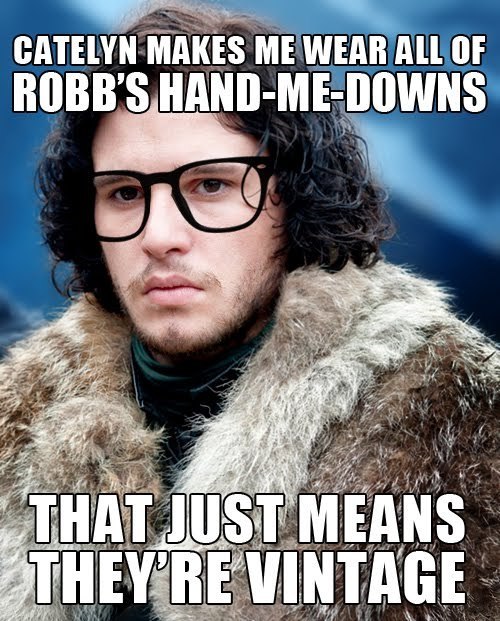 CATELYN MAKES ME WEAR ALL OF
ROBB'S HAND-ME-DOWNS
THAT JUST MEANS
THEY'RE VINTAGE